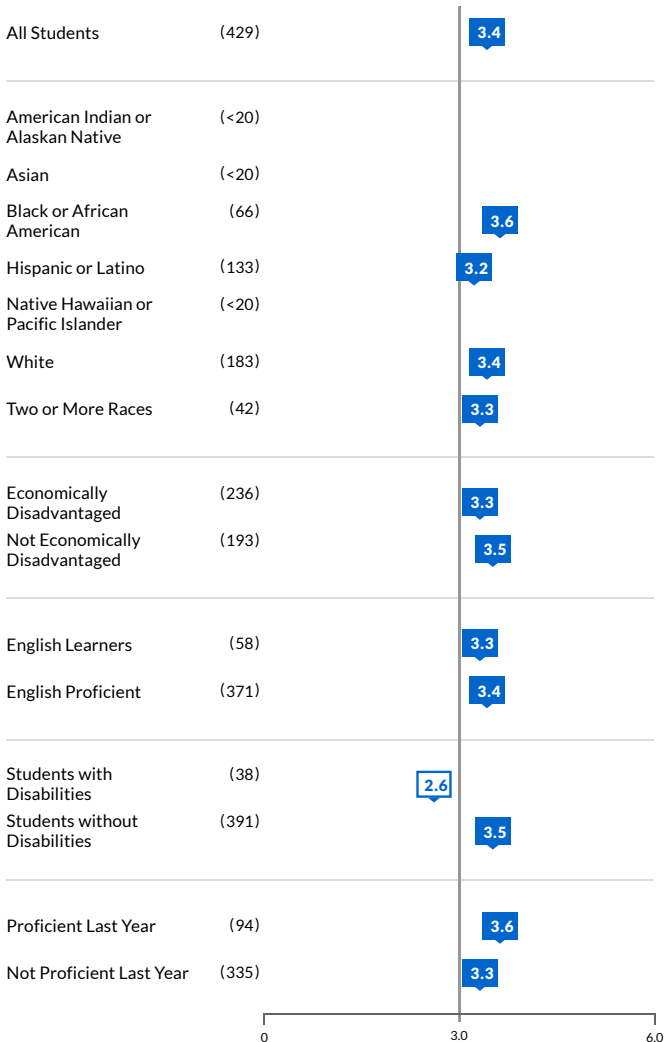 All Students (429) 3.4
American Indian or (<20)
Alaskan Native
Asian (<20)
Black or African (66) 3.6
American
Hispanic or Latino (133) 3.2
Native Hawaiian or (<20)
Pacific Islander
White (183) 3.4
Two or More Races (42) 3.3
Economically (236) 3.3
Disadvantaged
Not Economically (193) 3.5
Disadvantaged
English Learners (58) 3.3
English Proficient (371) 3.4
Students with (38) 2.6
Disabilities
Students without (391) 3.5
Disabilities
Proficient Last Year (94) 3.6
Not Proficient Last Year (335) 3.3
0 3.0 6.0